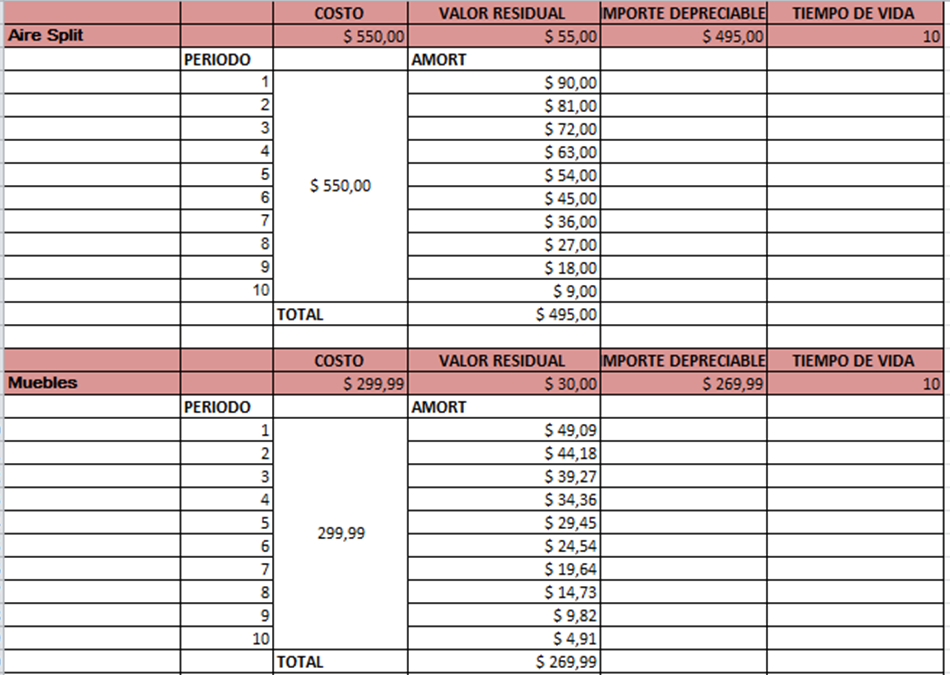 COSTO VALOR RESIDUAL IMPORTE DEPRECIABLE TIEMPO DE VIDA
Aire Split $ 550,00 $ 55,00 $ 495,00 10
PERIODO AMORT
1 $ 90,00
2 $ 81,00
3 $ 72,00
4 $ 63,00
5 $ 54,00
$ 550,00
6 $ 45,00
7 $ 36,00
8 $ 27,00
9 $ 18,00
10 $ 9,00
TOTAL $ 495,00
COSTO VALOR RESIDUAL IMPORTE DEPRECIABLE TIEMPO DE VIDA
Muebles $ 299,99 $ 30,00 $ 269,99 10
PERIODO AMORT
1 $ 49,09
2 $ 44,18
3 $ 39,27
4 $ 34,36
5 $ 29,45
299,99
6 $ 24,54
7 $ 19,64
8 $ 14,73
9 $ 9,82
10 $ 4,91
TOTAL $ 269,99